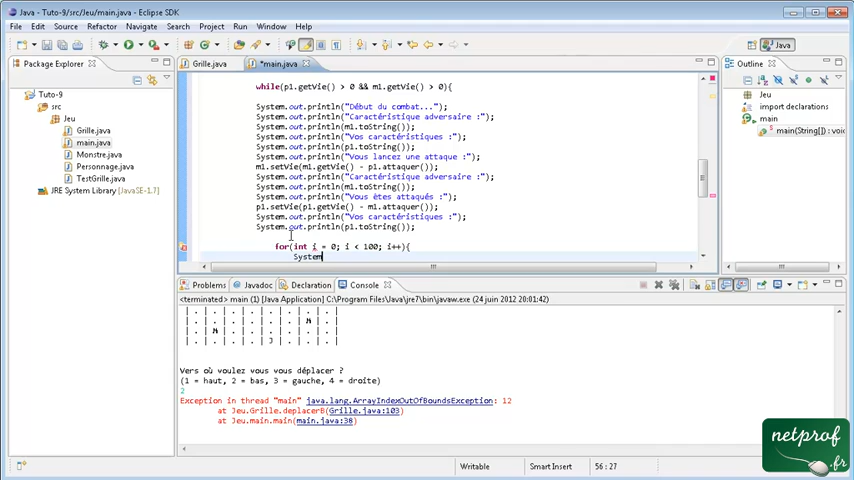 Java - Tuto-9/src/Jeu/main.java - Eclipse SDK
File Edit Source Refactor Navigate Search Project Run Window Help
Java
Package Explorer
Tuto-9
src
Jeu
Grille.java
main.java
Monstre.java
Personnage.java
TestGrille.java
JRE System Library [JavaSE-1.7]
Grille.java
*main.java
while(p1.getVie() > 0 && m1.getVie() > 0){
System.out.println("Début du combat...");
System.out.println("Caractéristique adversaire :");
System.out.println(m1.toString());
System.out.println("Vos caractéristiques :");
System.out.println(p1.toString());
System.out.println("Vous lancez une attaque :");
m1.setVie(m1.getVie() - p1.attaquer());
System.out.println("Caractéristique adversaire :");
System.out.println(m1.toString());
System.out.println("Vous êtes attaqués :");
p1.setVie(p1.getVie() - m1.attaquer());
System.out.println("Vos caractéristiques :");
System.out.println(p1.toString());
for(int i = 0; i < 100; i++){
System
Outline
Jeu
import declarations
main
main(String[]) : void
Problems Javadoc Declaration Console
<terminated> main (1) [Java Application] C:\Program Files\Java\jre7\bin\javaw.exe (24 juin 2012 20:01:42)
| . | . | . | . | . | . | . | . | . | . |
| . | M | . | . | . | . | . | . | M | . |
| . | M | . | . | . | . | . | . | . | . |
| . | . | . | . | . | . | J | . | . | . |
Vers où voulez vous vous déplacer ?
(1 = haut, 2 = bas, 3 = gauche, 4 = droite)
2
Exception in thread "main" java.lang.ArrayIndexOutOfBoundsException: 12
at Jeu.Grille.deplacerB(Grille.java:103)
at Jeu.main.main(main.java:38)
Writable
Smart Insert
56 : 27
netprof
.fr